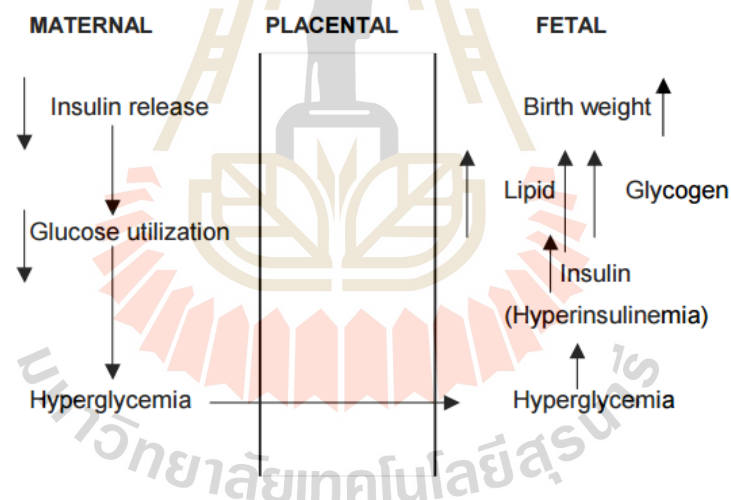 MATERNAL PLACENTAL FETAL
Insulin release Birth weight
Lipid Glycogen
Glucose utilization
Insulin
(Hyperinsulinemia)
Hyperglycemia Hyperglycemia
มหาวิทยาลัยเทคโนโลยีสุรนารี